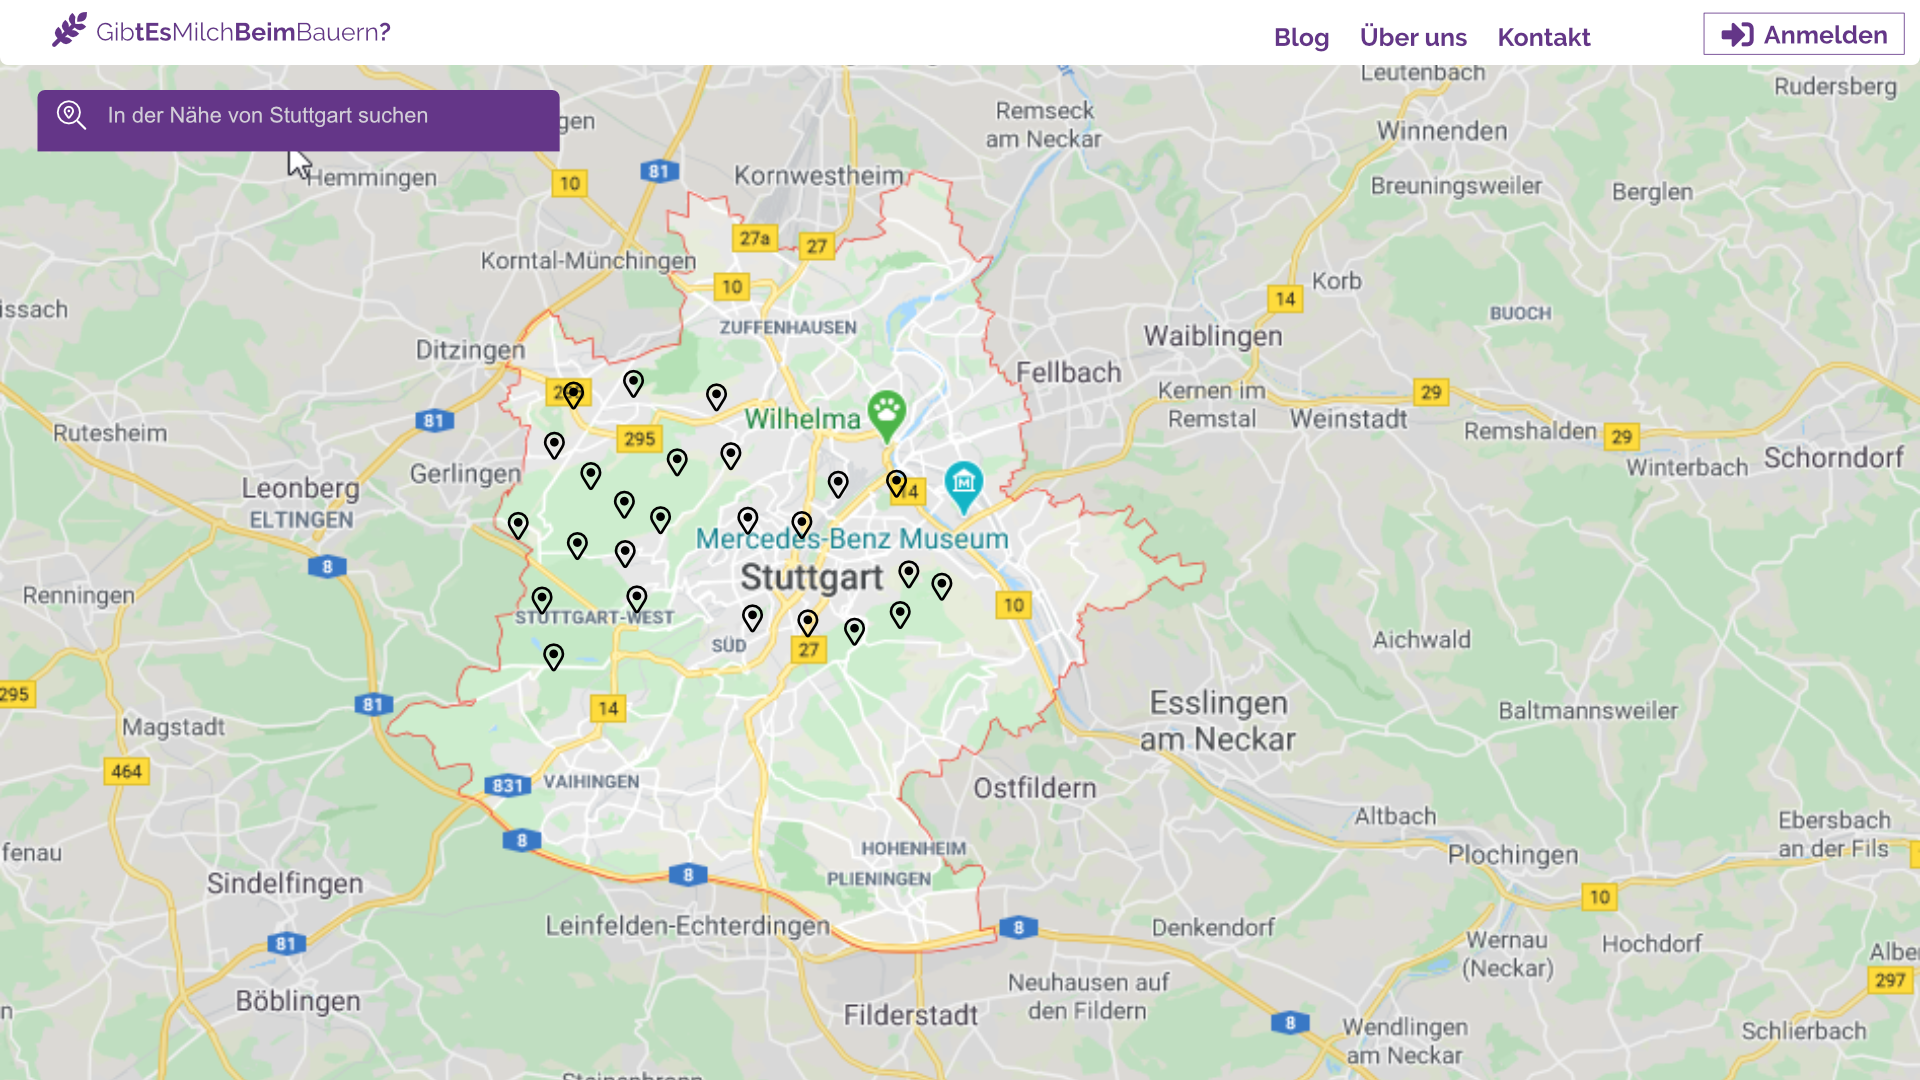 GibtEsMilchBeimBauern?
Blog
Über uns
Kontakt
Anmelden
In der Nähe von Stuttgart suchen
Leutenbach
Rudersberg
Remseck
am Neckar
gen
Winnenden
Hemmingen
81
10
Kornwestheim
Breuningsweiler
Berglen
27a
27
Korntal-Münchingen
10
Korb
14
issach
ZUFFENHAUSEN
BUOCH
Waiblingen
Ditzingen
Fellbach
Kernen im
Remstal
29
Wilhelma
81
Weinstadt
Rutesheim
295
Remshalden
29
Schorndorf
Winterbach
Gerlingen
Leonberg
ELTINGEN
14
Mercedes-Benz Museum
8
Stuttgart
Renningen
10
STUTTGART-WEST
SÜD
27
Aichwald
295
81
14
Esslingen
am Neckar
Baltmannsweiler
Magstadt
464
831
VAIHINGEN
Ostfildern
Altbach
Ebersbach
an der Fils
8
HOHENHEIM
fenau
Plochingen
8
PLIENINGEN
Sindelfingen
10
Leinfelden-Echterdingen
8
Denkendorf
81
Wernau
(Neckar)
Hochdorf
Alber
297
Neuhausen auf
den Fildern
Böblingen
n
Filderstadt
8
Wendlingen
am Neckar
Schlierbach